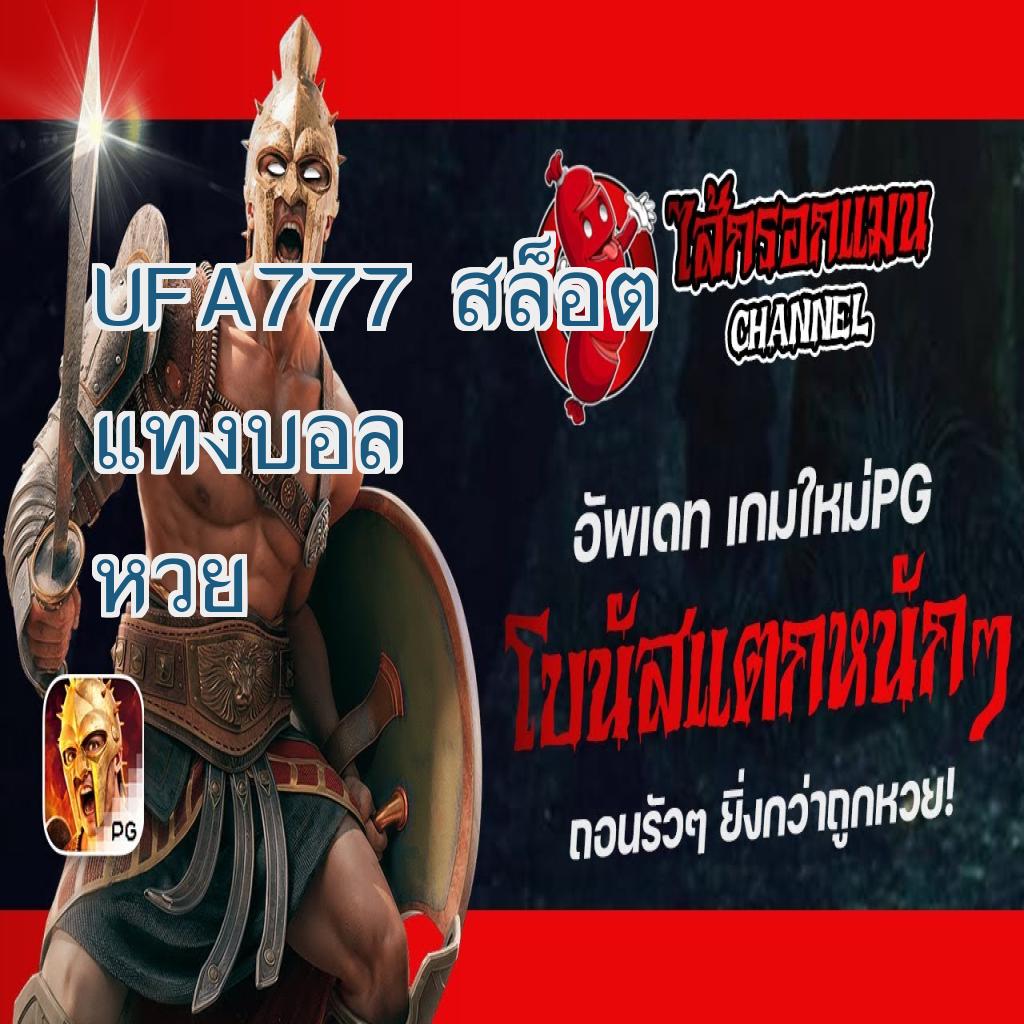 ไส้กรอกแมน
CHANNEL
UFA777 สล็อต
แทงบอล
หวย
อัพเดท เกมใหม่PG
โบนัสแตกหนักๆ
ถอนรัวๆ ยิ่งกว่าถูกหวย!
PG